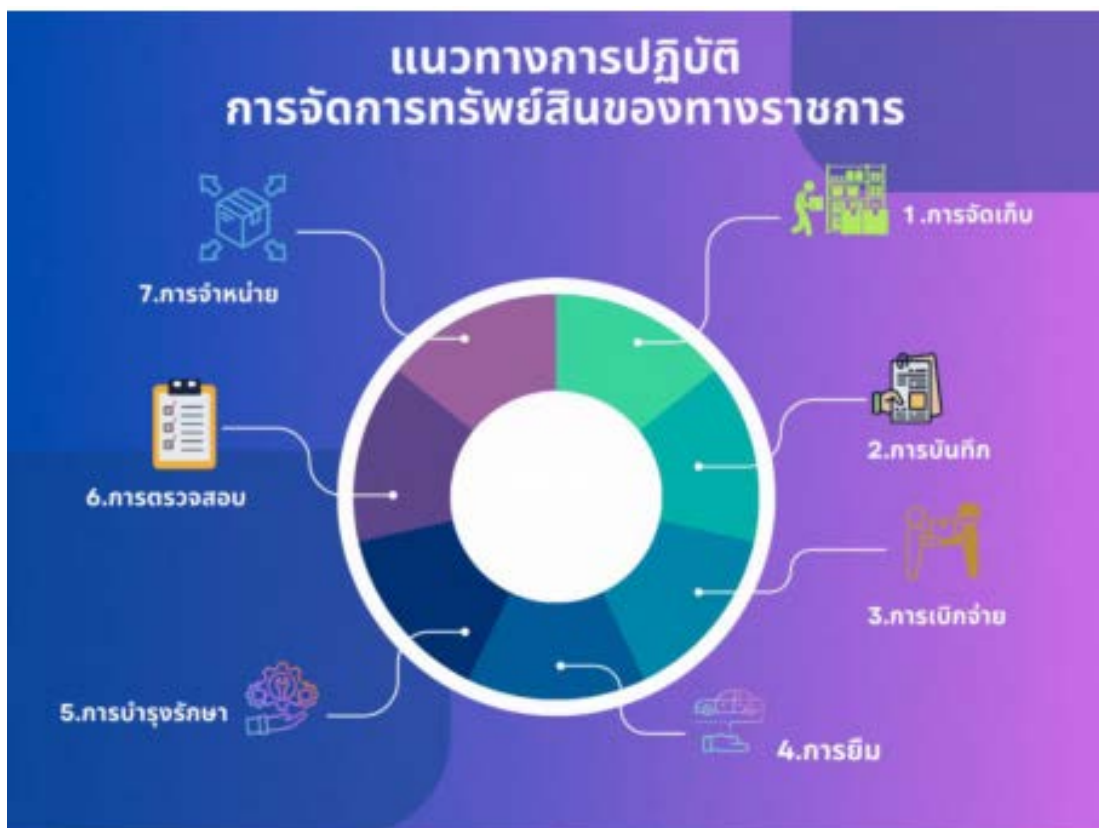 แนวทางการปฏิบัติ
การจัดการทรัพย์สินของทางราชการ
1.การจัดเก็บ
2.การบันทึก
3.การเบิกจ่าย
4.การยืม
5.การบำรุงรักษา
6.การตรวจสอบ
7.การจำหน่าย